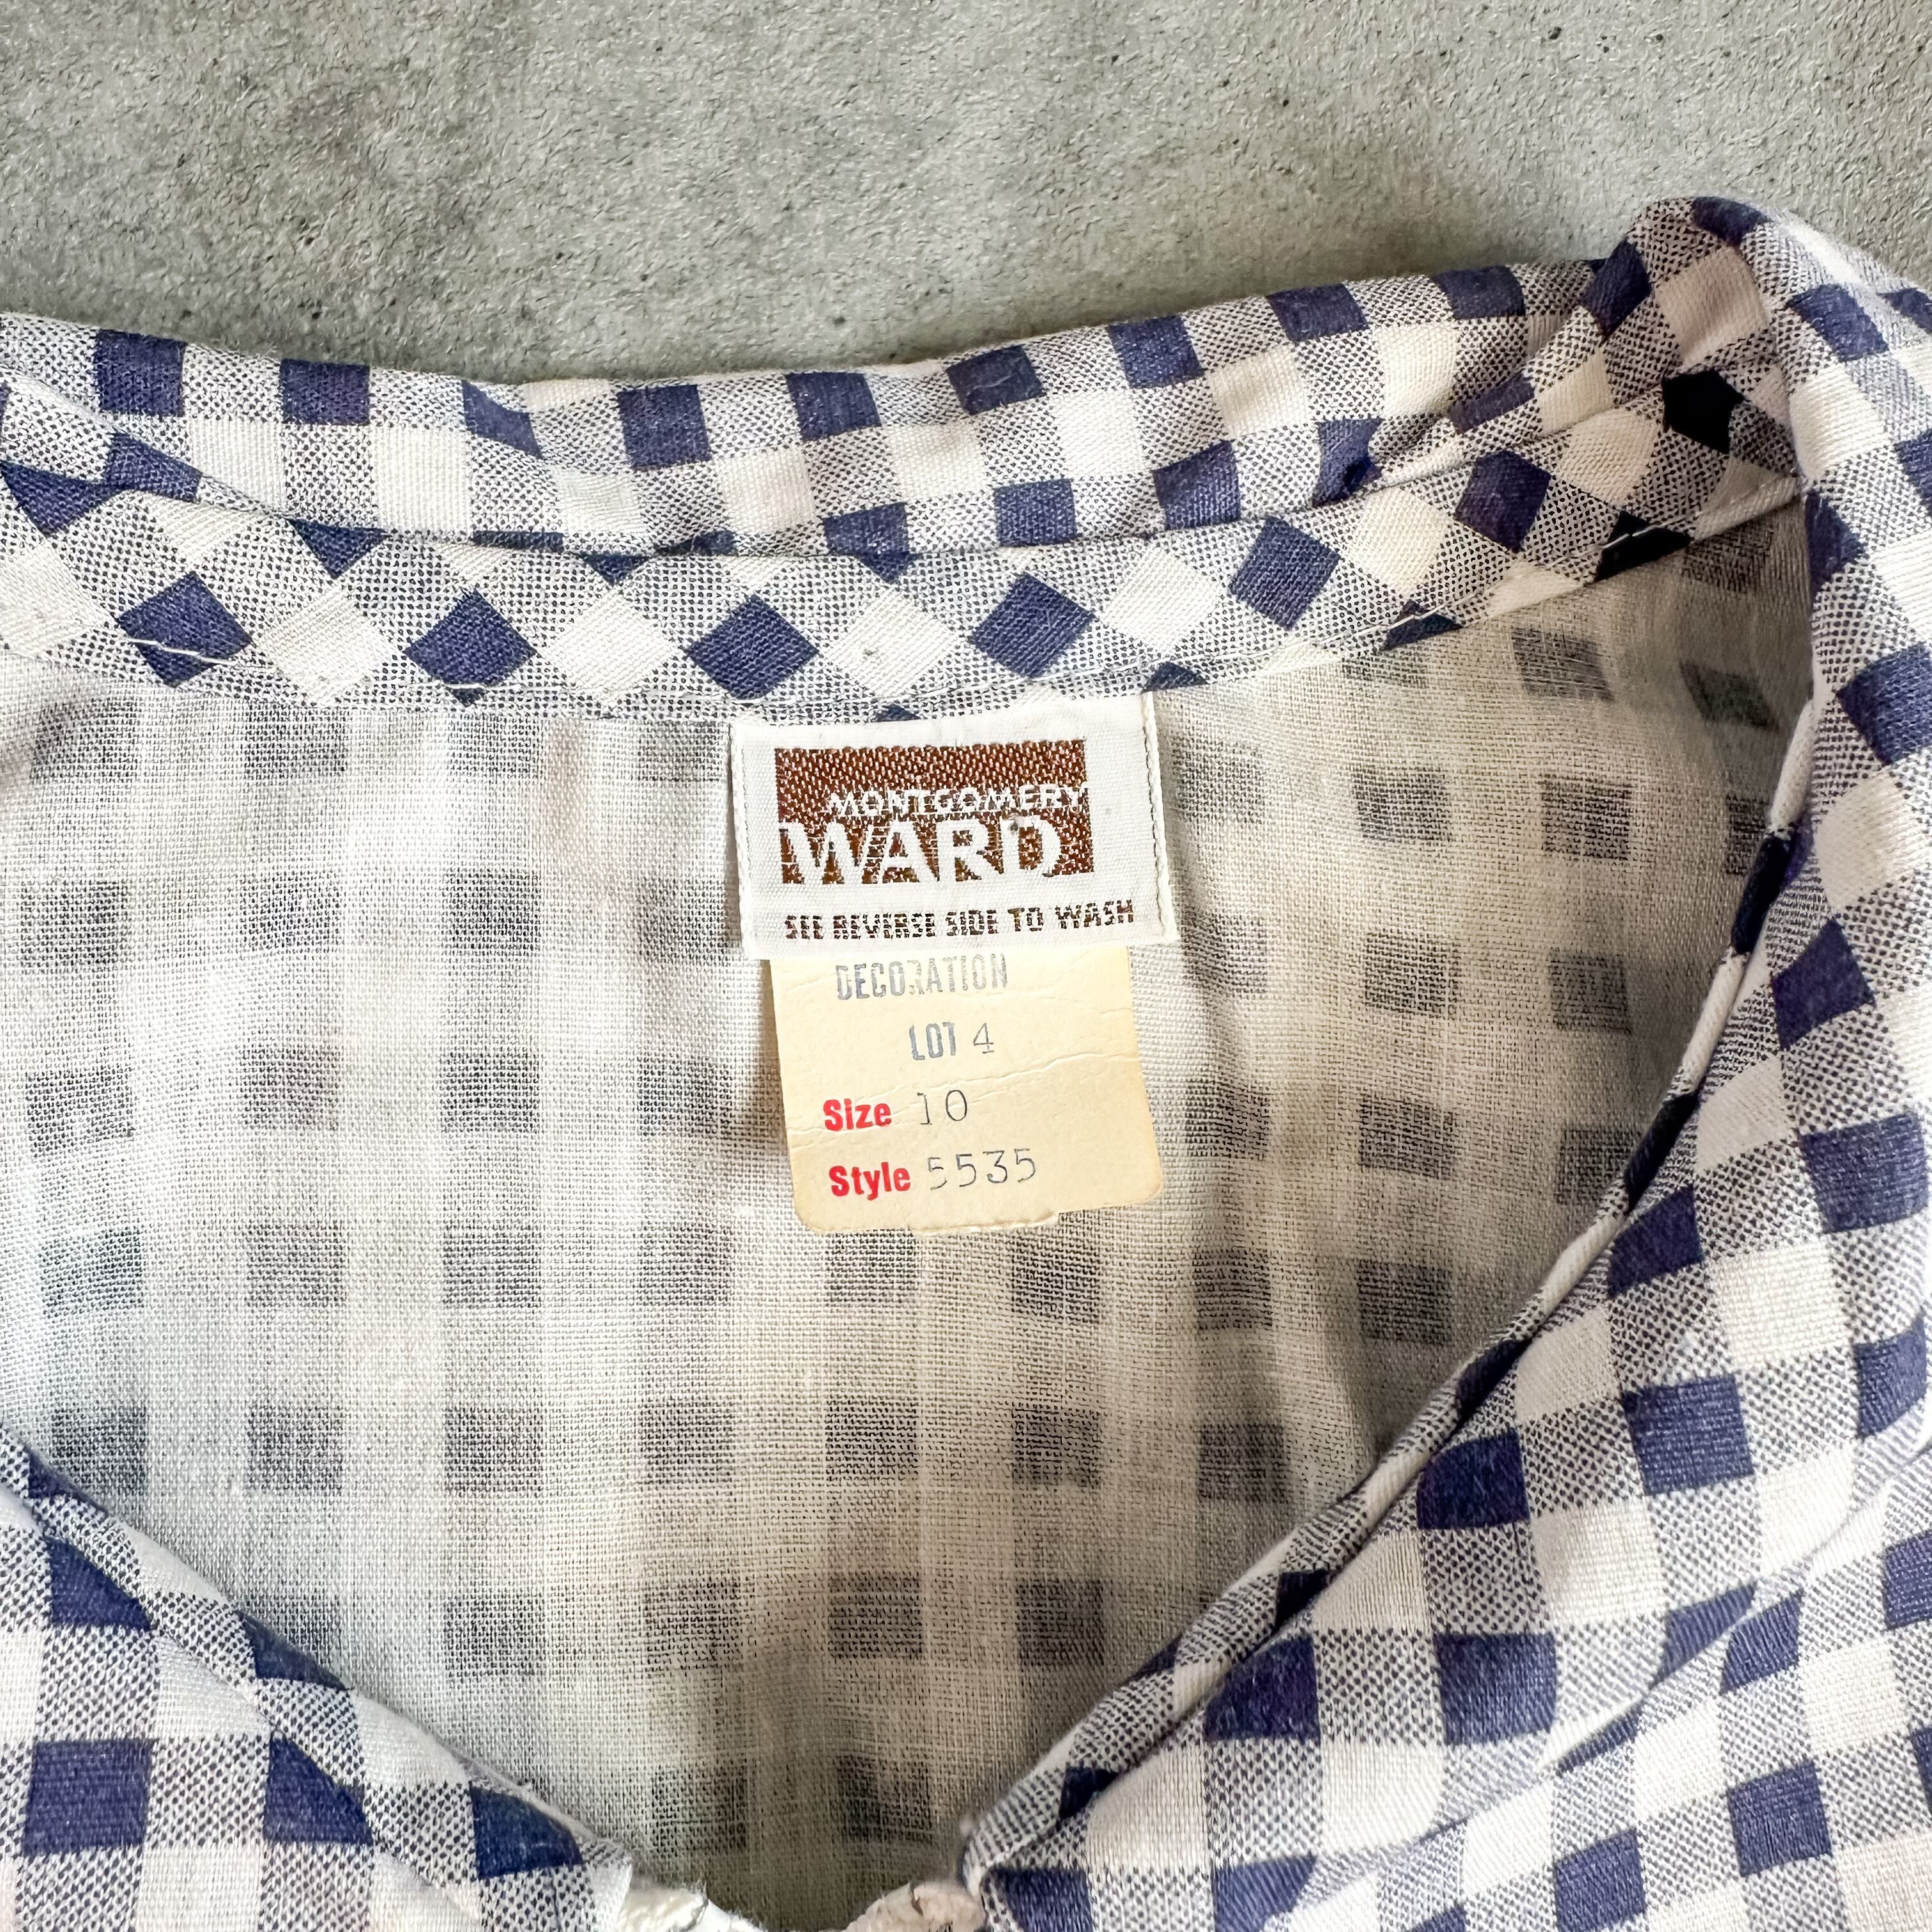 MONTGOMERY
WARD
SEE REVERSE SIDE TO WASH
DECORATION
LOT 4
Size 10
Style 5535